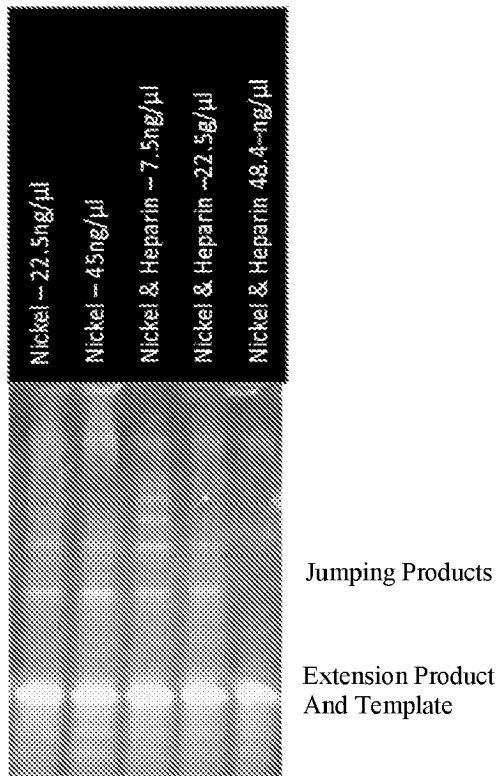 Nickel – 22.5ng/µl
Nickel – 45ng/µl
Nickel & Heparin – 7.5ng/µl
Nickel & Heparin –22.5g/µl
Nickel & Heparin 48.4–ng/µl
Jumping Products
Extension Product
And Template